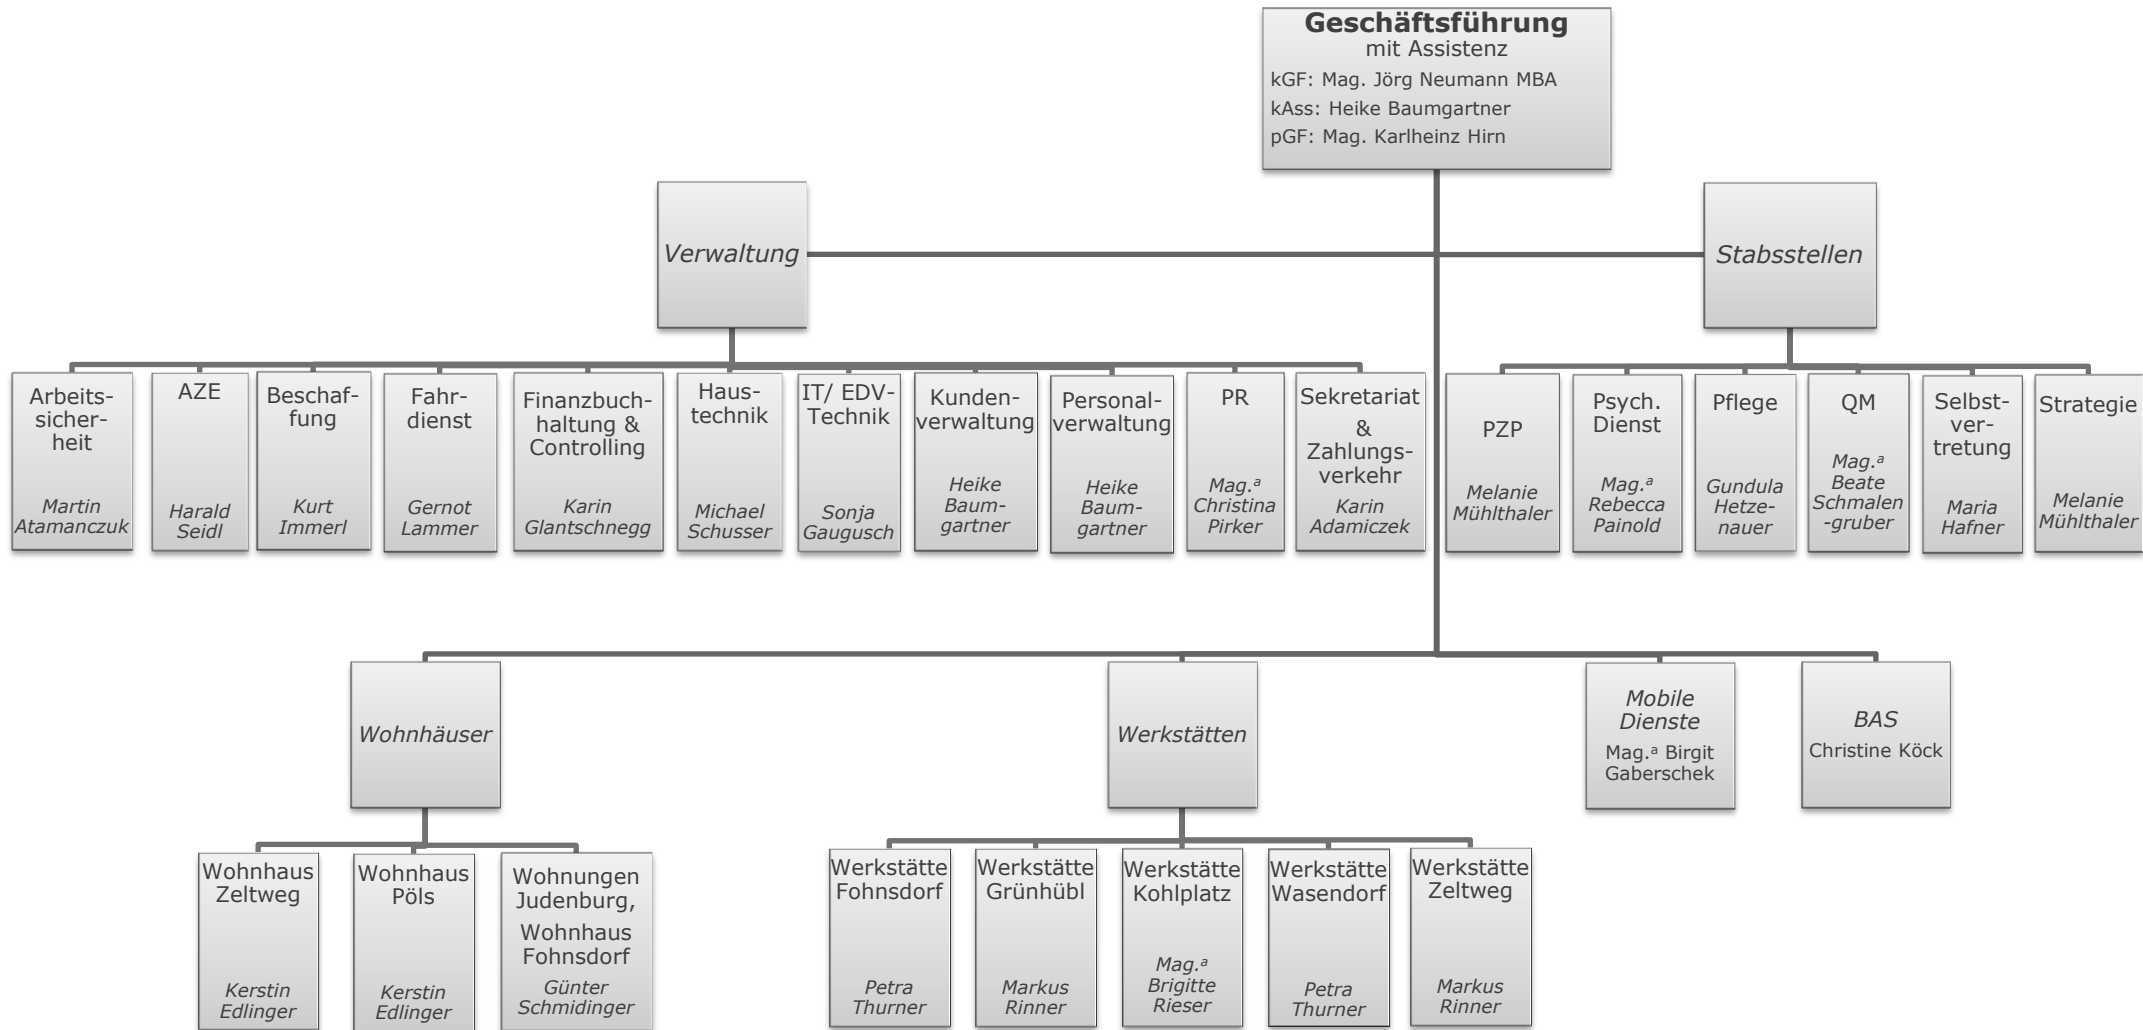 Geschäftsführung
mit Assistenz
kGF: Mag. Jörg Neumann MBA
kAss: Heike Baumgartner
pGF: Mag. Karlheinz Hirn
Verwaltung
Stabsstellen
Arbeits-
sicher-
heit
Martin
Atamanczuk
AZE
Harald
Seidl
Beschaf-
fung
Kurt
Immerl
Fahr-
dienst
Gernot
Lammer
Finanzbuch-
haltung &
Controlling
Karin
Glantschnegg
Haus-
technik
Michael
Schusser
IT/ EDV-
Technik
Sonja
Gaugusch
Kunden-
verwaltung
Heike
Baum-
gartner
Personal-
verwaltung
Heike
Baum-
gartner
PR
Mag.ª
Christina
Pirker
Sekretariat
&
Zahlungs-
verkehr
Karin
Adamiczek
PZP
Melanie
Mühlthaler
Psych.
Dienst
Mag.ª
Rebecca
Painold
Pflege
Gundula
Hetze-
nauer
QM
Mag.ª
Beate
Schmalen
-gruber
Selbst-
ver-
tretung
Maria
Hafner
Strategie
Melanie
Mühlthaler
Wohnhäuser
Werkstätten
Mobile
Dienste
Mag.ª Birgit
Gaberschek
BAS
Christine Köck
Wohnhaus
Zeltweg
Kerstin
Edlinger
Wohnhaus
Pöls
Kerstin
Edlinger
Wohnungen
Judenburg,
Wohnhaus
Fohnsdorf
Günter
Schmidinger
Werkstätte
Fohnsdorf
Petra
Thurner
Werkstätte
Grünhübl
Markus
Rinner
Werkstätte
Kohlplatz
Mag.ª
Brigitte
Rieser
Werkstätte
Wasendorf
Petra
Thurner
Werkstätte
Zeltweg
Markus
Rinner